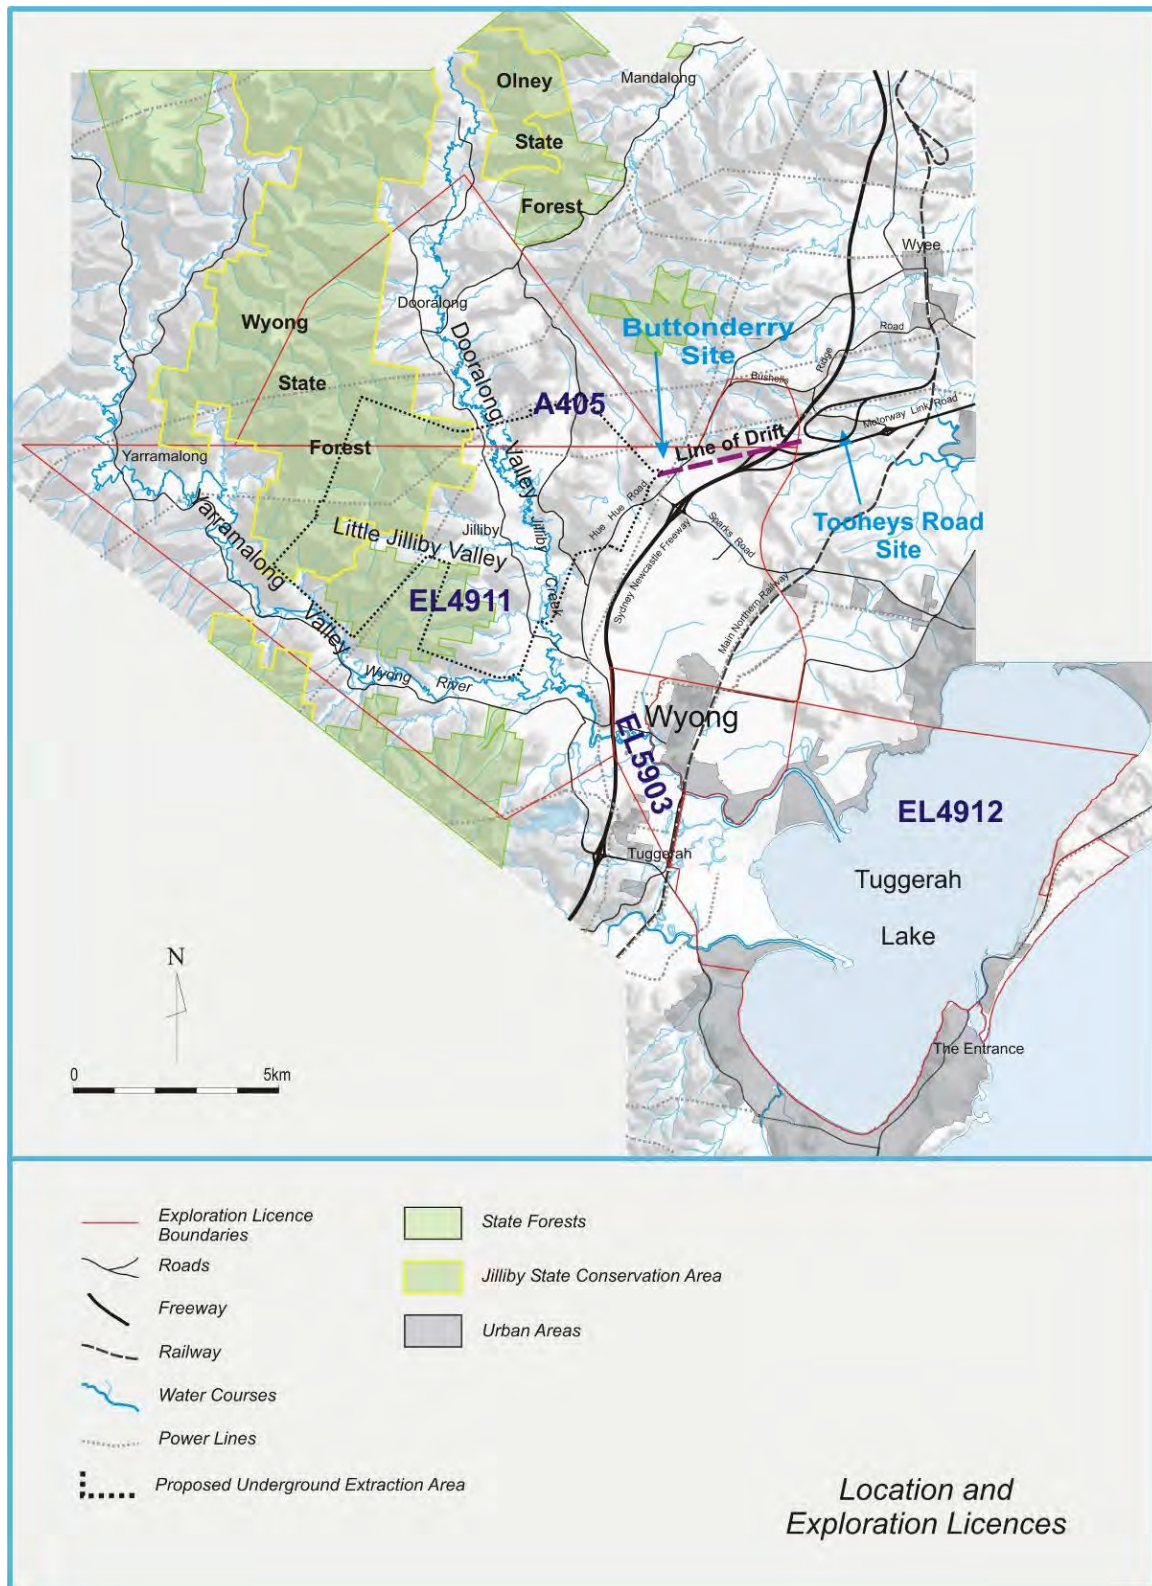 Olney
Mandalong
State
Forest
Wyee
Dooralong
Wyong
Buttonderry
Site
Road
Ridge
Bushells
State
Dooralong
Valley
A405
Motorway Link Road
Line of Drift
Forest
Yarramalong
Hue Hue Road
Yarramalong
Valley
Little Jilliby Valley
Jilliby
Jilliby
Creek
Sparks Road
Tooheys Road
Site
Sydney Newcastle Freeway
Main Northern Railway
EL4911
Wyong River
Wyong
EL5903
EL4912
Tuggerah
Tuggerah
Lake
N
The Entrance
0 5km
Exploration Licence
Boundaries
Roads
Freeway
Railway
Water Courses
Power Lines
Proposed Underground Extraction Area
State Forests
Jilliby State Conservation Area
Urban Areas
Location and
Exploration Licences